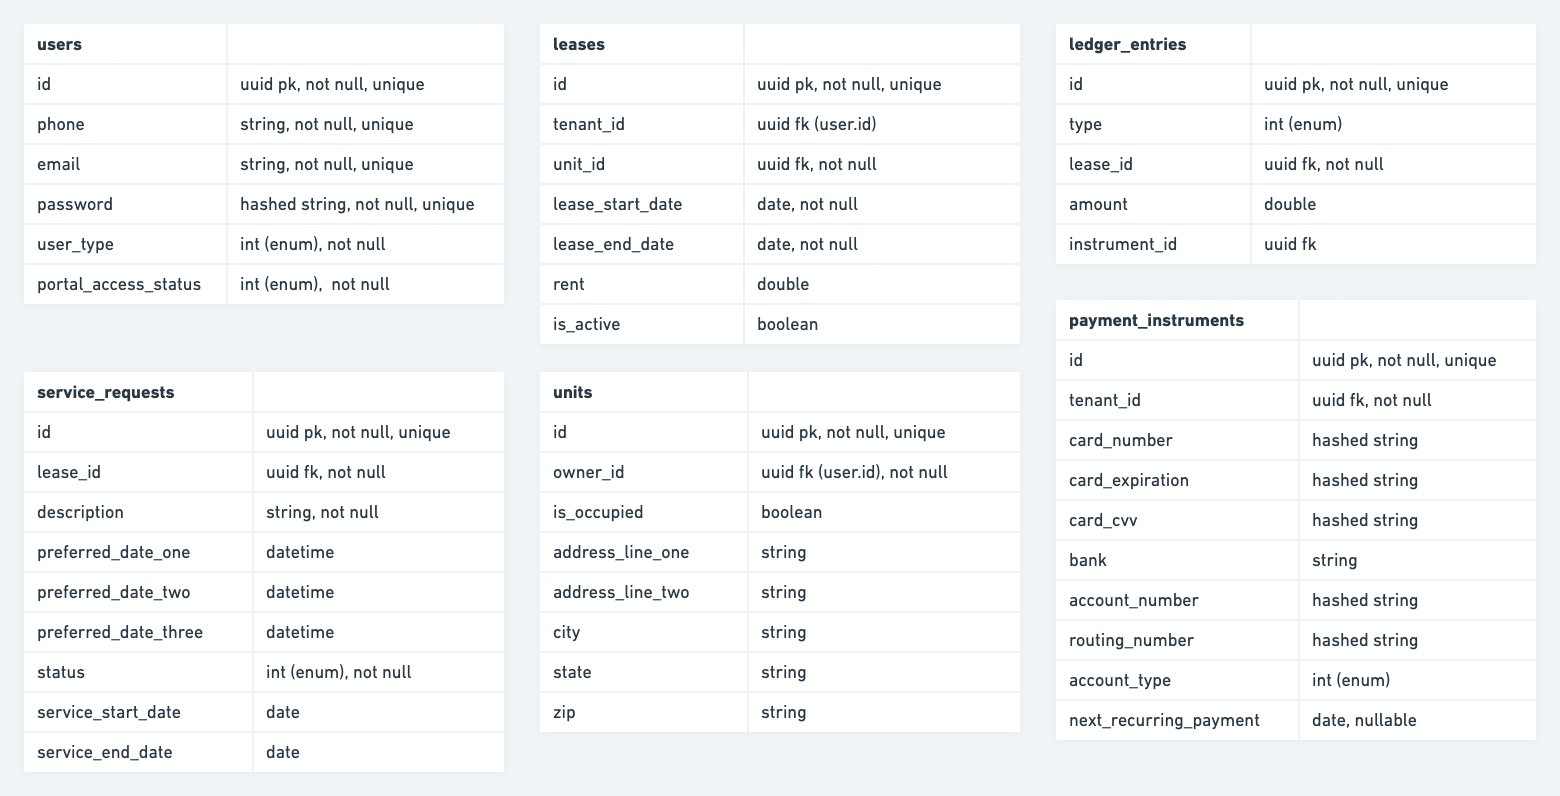 users
id uuid pk, not null, unique
phone string, not null, unique
email string, not null, unique
password hashed string, not null, unique
user_type int (enum), not null
portal_access_status int (enum),  not null
service_requests
id uuid pk, not null, unique
lease_id uuid fk, not null
description string, not null
preferred_date_one datetime
preferred_date_two datetime
preferred_date_three datetime
status int (enum), not null
service_start_date date
service_end_date date
leases
id uuid pk, not null, unique
tenant_id uuid fk (user.id)
unit_id uuid fk, not null
lease_start_date date, not null
lease_end_date date, not null
rent double
is_active boolean
units
id uuid pk, not null, unique
owner_id uuid fk (user.id), not null
is_occupied boolean
address_line_one string
address_line_two string
city string
state string
zip string
ledger_entries
id uuid pk, not null, unique
type int (enum)
lease_id uuid fk, not null
amount double
instrument_id uuid fk
payment_instruments
id uuid pk, not null, unique
tenant_id uuid fk, not null
card_number hashed string
card_expiration hashed string
card_cvv hashed string
bank string
account_number hashed string
routing_number hashed string
account_type int (enum)
next_recurring_payment date, nullable